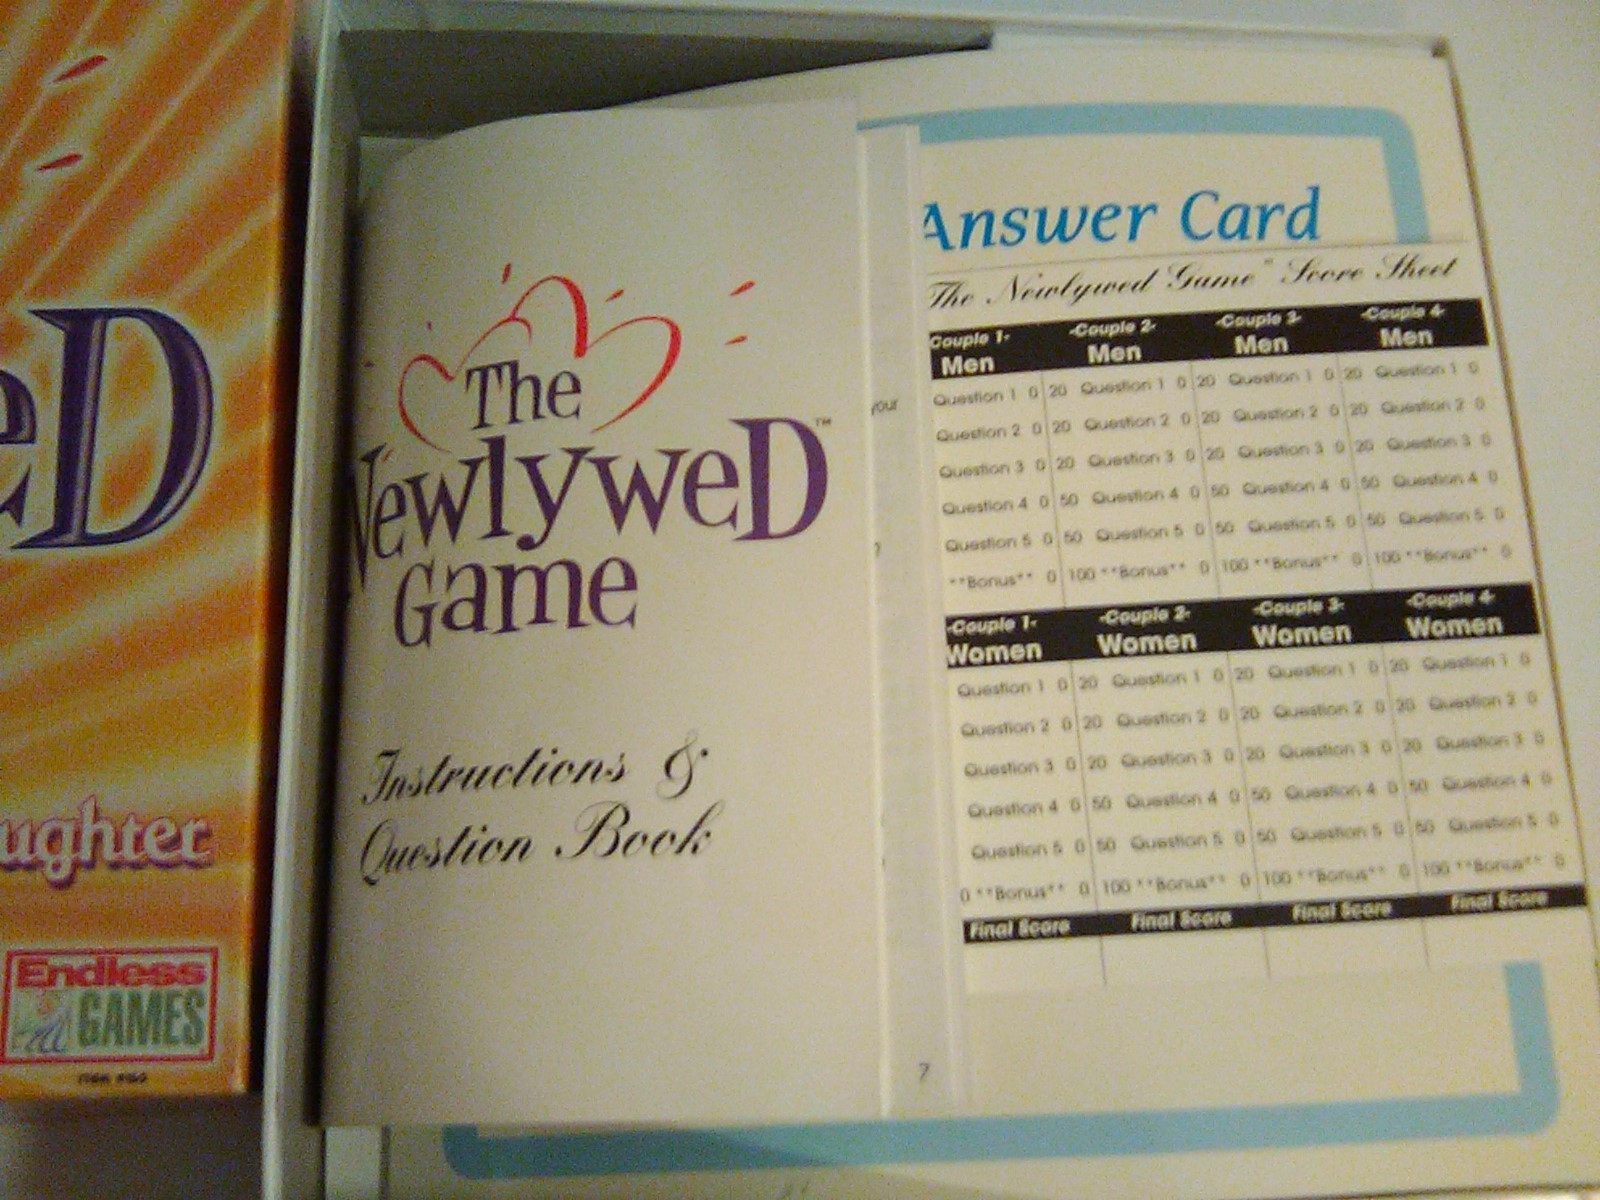 eD
ughter
Endless
GAMES
The
NewlyweD™
Game
Instructions &
Question Book
your
?
7
Answer Card
The Newlywed Game™ Score Sheet
-Couple 1- -Couple 2- -Couple 3- -Couple 4-
Men Men Men Men
Question 1 0 20 Question 1 0 20 Question 1 0 20 Question 1 0
Question 2 0 20 Question 2 0 20 Question 2 0 20 Question 2 0
Question 3 0 20 Question 3 0 20 Question 3 0 20 Question 3 0
Question 4 0 50 Question 4 0 50 Question 4 0 50 Question 4 0
Question 5 0 50 Question 5 0 50 Question 5 0 50 Question 5 0
**Bonus** 0 100 **Bonus** 0 100 **Bonus** 0 100 **Bonus** 0
-Couple 1- -Couple 2- -Couple 3- -Couple 4-
Women Women Women Women
Question 1 0 20 Question 1 0 20 Question 1 0 20 Question 1 0
Question 2 0 20 Question 2 0 20 Question 2 0 20 Question 2 0
Question 3 0 20 Question 3 0 20 Question 3 0 20 Question 3 0
Question 4 0 50 Question 4 0 50 Question 4 0 50 Question 4 0
Question 5 0 50 Question 5 0 50 Question 5 0 50 Question 5 0
0 **Bonus** 0 100 **Bonus** 0 100 **Bonus** 0 100 **Bonus** 0
Final Score Final Score Final Score Final Score